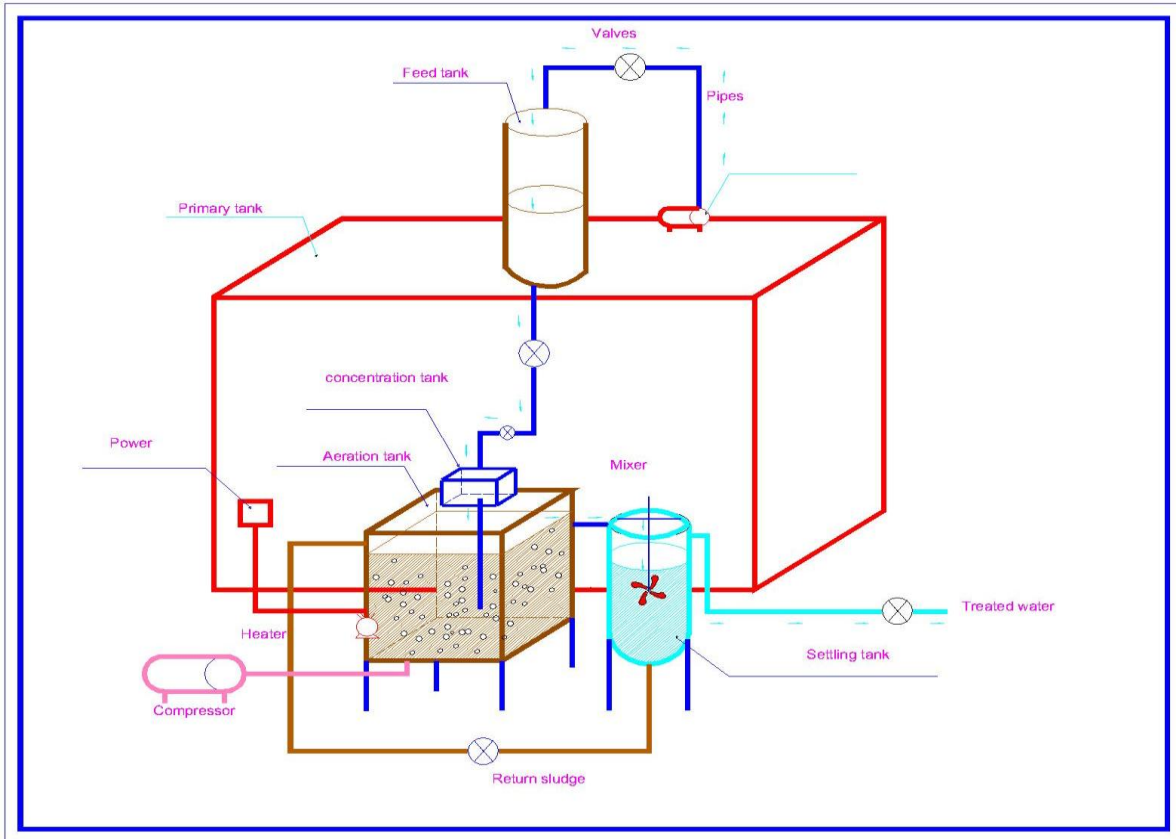 Valves
Feed tank
Pipes
Primary tank
concentration tank
Power
Aeration tank
Mixer
Treated water
Heater
Settling tank
Compressor
Return sludge